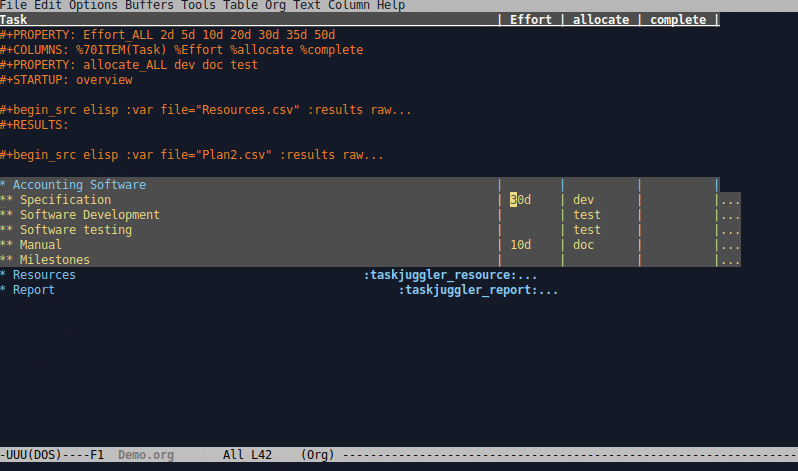 File Edit Options Buffers Tools Table Org Text Column Help
Task | Effort | allocate | complete |
#+PROPERTY: Effort_ALL 2d 5d 10d 20d 30d 35d 50d
#+COLUMNS: %70ITEM(Task) %Effort %allocate %complete
#+PROPERTY: allocate_ALL dev doc test
#+STARTUP: overview
#+begin_src elisp :var file="Resources.csv" :results raw...
#+RESULTS:
#+begin_src elisp :var file="Plan2.csv" :results raw...
* Accounting Software | | | |
** Specification | 30d | dev | |...
** Software Development | | test | |...
** Software testing | | test | |...
** Manual | 10d | doc | |...
** Milestones | | | |...
* Resources :taskjuggler_resource:...
* Report :taskjuggler_report:...
-UUU(DOS)----F1 Demo.org All L42 (Org) ------------------------------------------------------------------